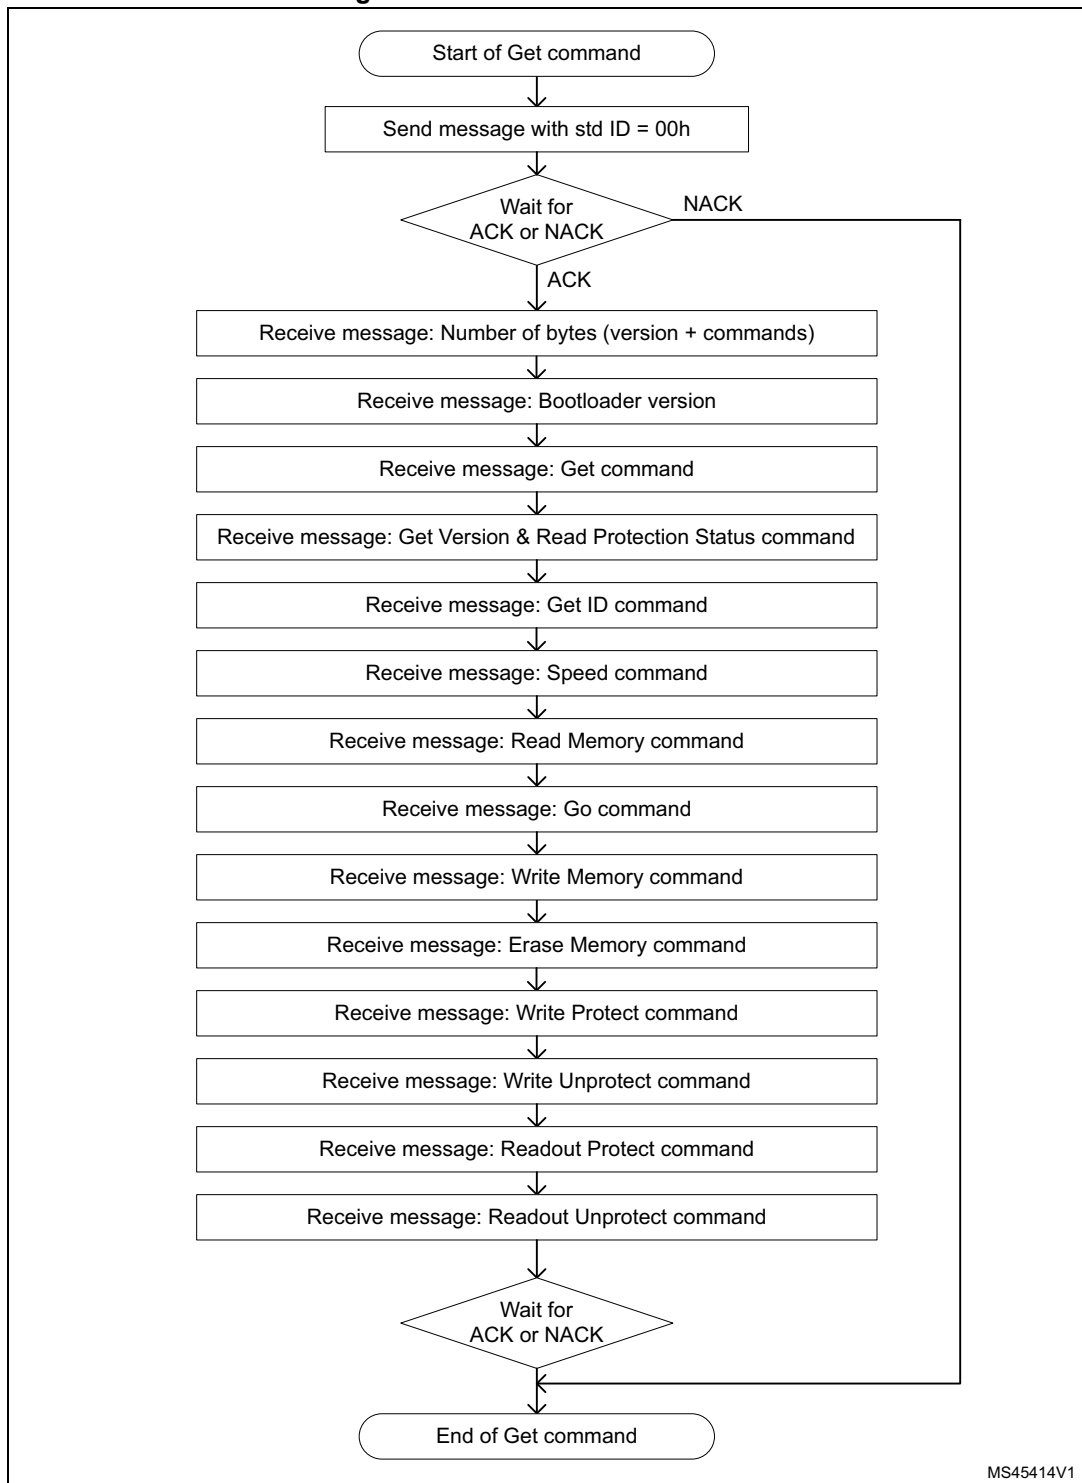 Start of Get command
Send message with std ID = 00h
Wait for
ACK or NACK
NACK
ACK
Receive message: Number of bytes (version + commands)
Receive message: Bootloader version
Receive message: Get command
Receive message: Get Version & Read Protection Status command
Receive message: Get ID command
Receive message: Speed command
Receive message: Read Memory command
Receive message: Go command
Receive message: Write Memory command
Receive message: Erase Memory command
Receive message: Write Protect command
Receive message: Write Unprotect command
Receive message: Readout Protect command
Receive message: Readout Unprotect command
Wait for
ACK or NACK
End of Get command
MS45414V1